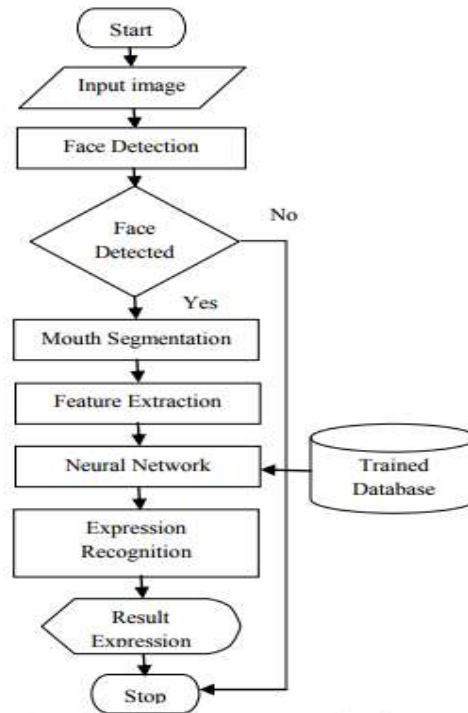 Start
Input image
Face Detection
No
Face
Detected
Yes
Mouth Segmentation
Feature Extraction
Neural Network
Trained
Database
Expression
Recognition
Result
Expression
Stop